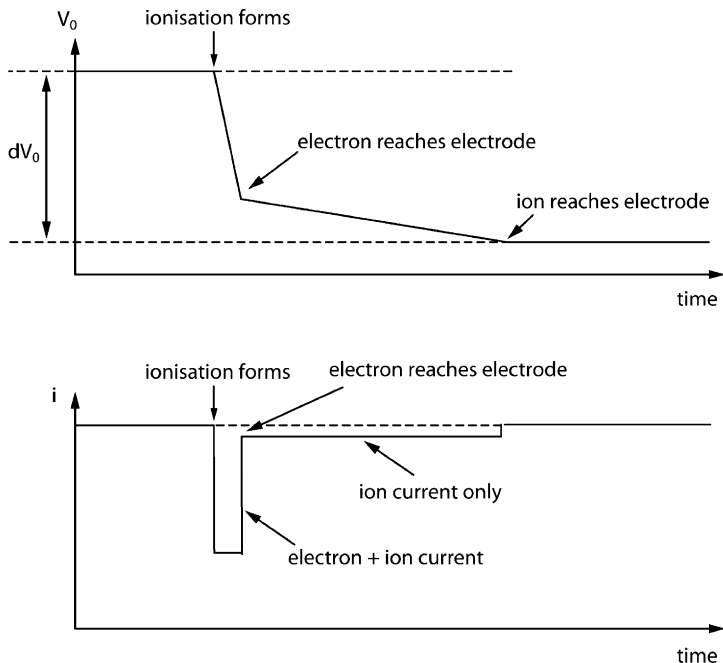 V₀
ionisation forms
electron reaches electrode
dV₀
ion reaches electrode
time
ionisation forms
electron reaches electrode
i
ion current only
electron + ion current
time